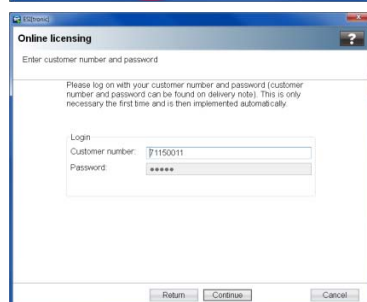 ESI[tronic]
Online licensing
?
Enter customer number and password
Please log on with your customer number and password (customer
number and password can be found on delivery note). This is only
necessary the first time and is then implemented automatically.
Login
Customer number: 71150011
Password: *****
Return Continue Cancel